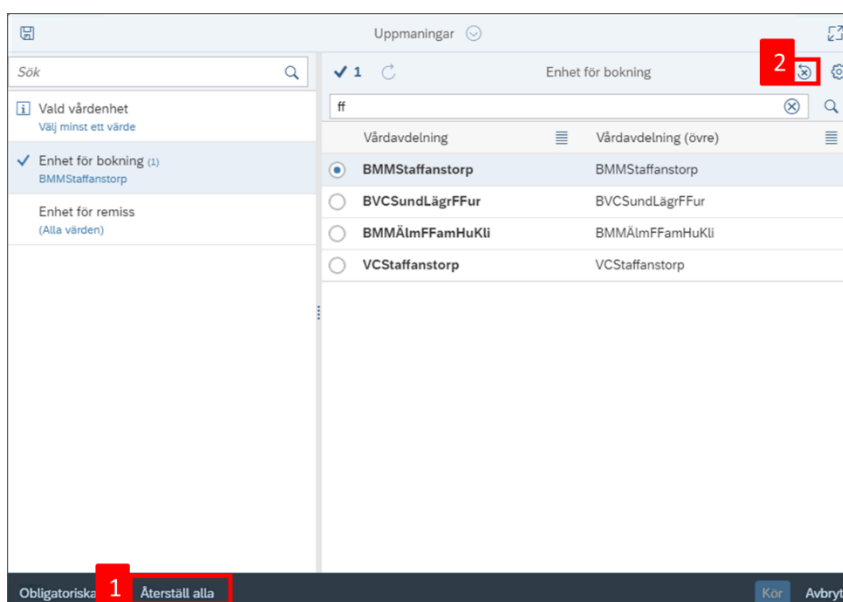 Uppmaningar
Sök
Vald vårdenhet
Välj minst ett värde
Enhet för bokning (1)
BMMStaffanstorp
Enhet för remiss
(Alla värden)
1 Enhet för bokning 2
ff
Vårdavdelning Vårdavdelning (övre)
BMMStaffanstorp BMMStaffanstorp
BVCSundLägrFFur BVCSundLägrFFur
BMMÄlmFFamHuKli BMMÄlmFFamHuKli
VCStaffanstorp VCStaffanstorp
Obligatoriska 1 Återställ alla Kör Avbryt